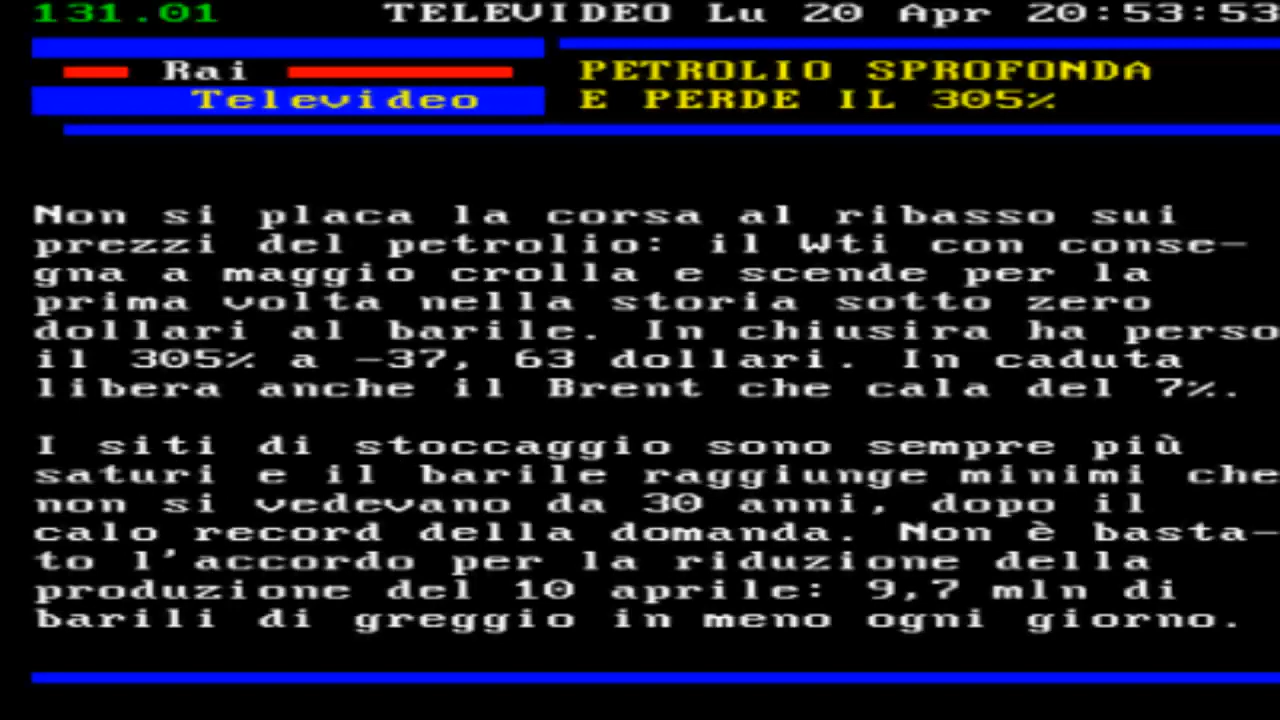 131.01 TELEVIDEO Lu 20 Apr 20:53:53
Rai PETROLIO SPROFONDA
Televideo E PERDE IL 305%
Non si placa la corsa al ribasso sui
prezzi del petrolio: il Wti con conse-
gna a maggio crolla e scende per la
prima volta nella storia sotto zero
dollari al barile. In chiusira ha perso
il 305% a -37, 63 dollari. In caduta
libera anche il Brent che cala del 7%.
I siti di stoccaggio sono sempre più
saturi e il barile raggiunge minimi che
non si vedevano da 30 anni, dopo il
calo record della domanda. Non è basta-
to l'accordo per la riduzione della
produzione del 10 aprile: 9,7 mln di
barili di greggio in meno ogni giorno.